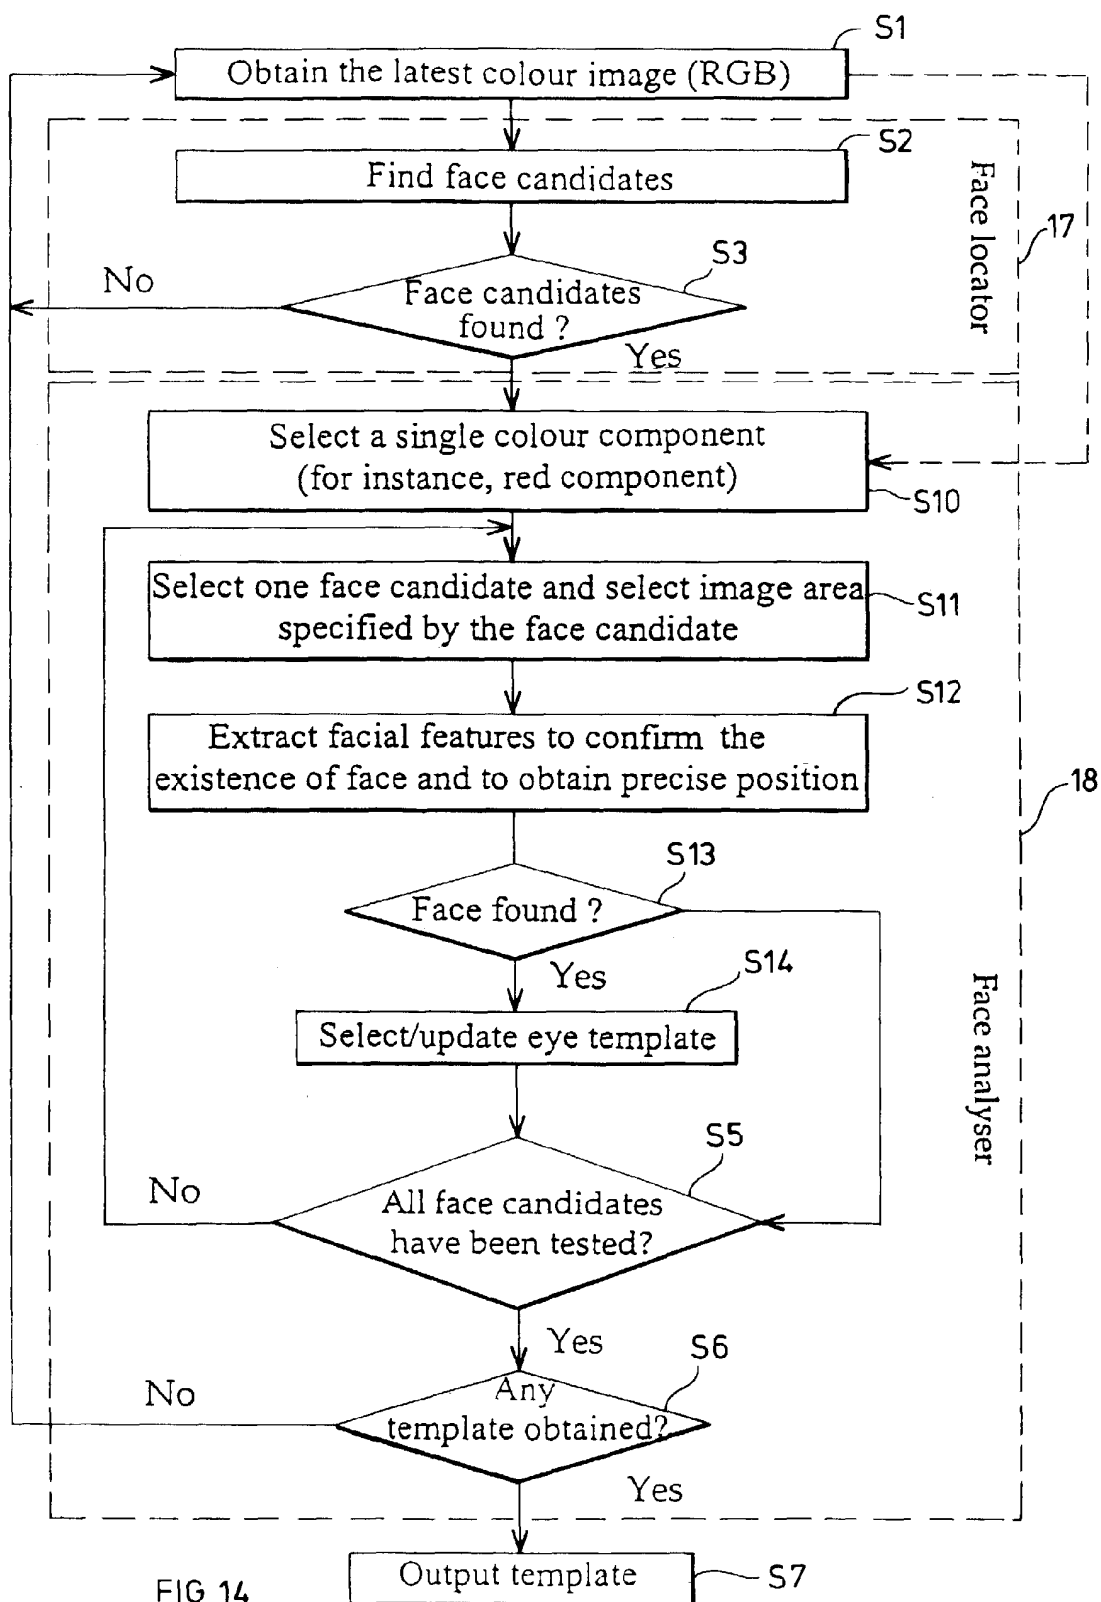 S1
Obtain the latest colour image (RGB)
S2
Find face candidates
Face locator
17
S3
No
Face candidates
found ?
Yes
Select a single colour component
(for instance, red component)
S10
Select one face candidate and select image area
specified by the face candidate
S11
S12
Extract facial features to confirm the
existence of face and to obtain precise position
18
S13
Face found ?
Yes
S14
Select/update eye template
Face analyser
S5
No
All face candidates
have been tested?
Yes
S6
No
Any
template obtained?
Yes
Output template
S7
FIG 14